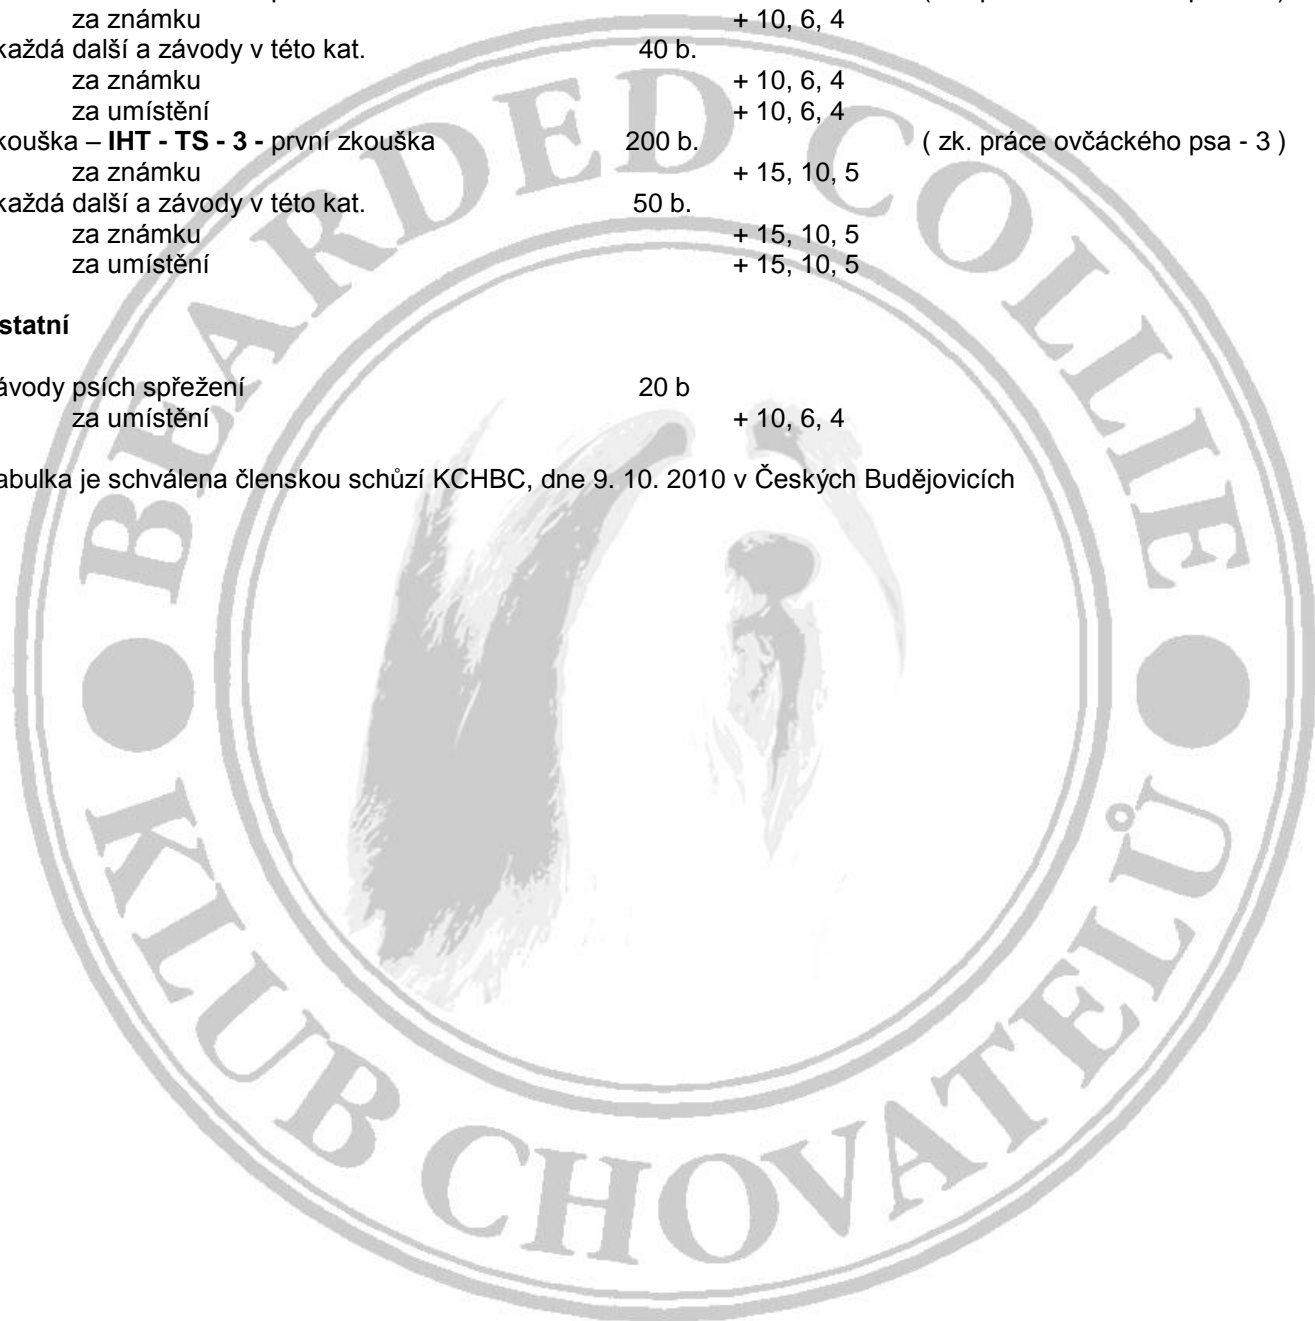 za známku + 10, 6, 4
každá další a závody v této kat. 40 b.
za známku + 10, 6, 4
za umístění + 10, 6, 4
kouška – IHT - TS - 3 - první zkouška 200 b. ( zk. práce ovčáckého psa - 3 )
za známku + 15, 10, 5
každá další a závody v této kat. 50 b.
za známku + 15, 10, 5
za umístění + 15, 10, 5
statní
ávody psích spřežení 20 b
za umístění + 10, 6, 4
abulka je schválena členskou schůzí KCHBC, dne 9. 10. 2010 v Českých Budějovicích
BEARDED COLLIE
KLUB CHOVATELŮ